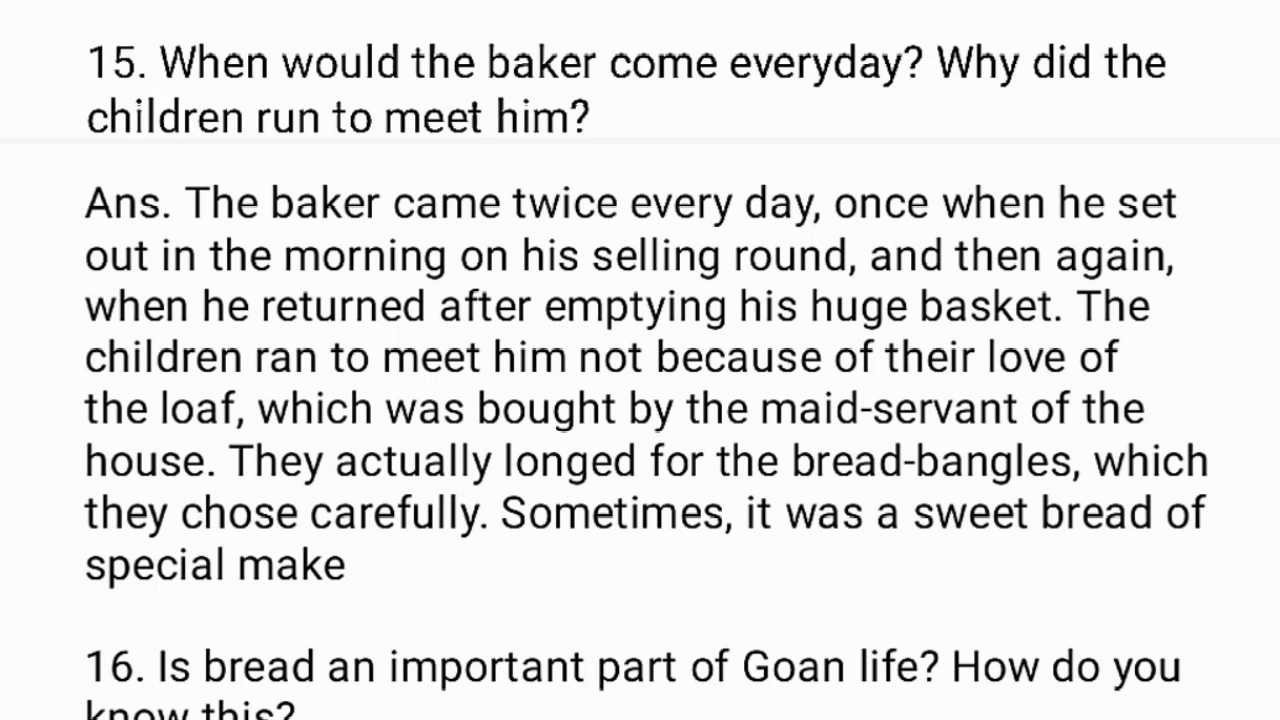 15. When would the baker come everyday? Why did the
children run to meet him?
Ans. The baker came twice every day, once when he set
out in the morning on his selling round, and then again,
when he returned after emptying his huge basket. The
children ran to meet him not because of their love of
the loaf, which was bought by the maid-servant of the
house. They actually longed for the bread-bangles, which
they chose carefully. Sometimes, it was a sweet bread of
special make
16. Is bread an important part of Goan life? How do you
know this?